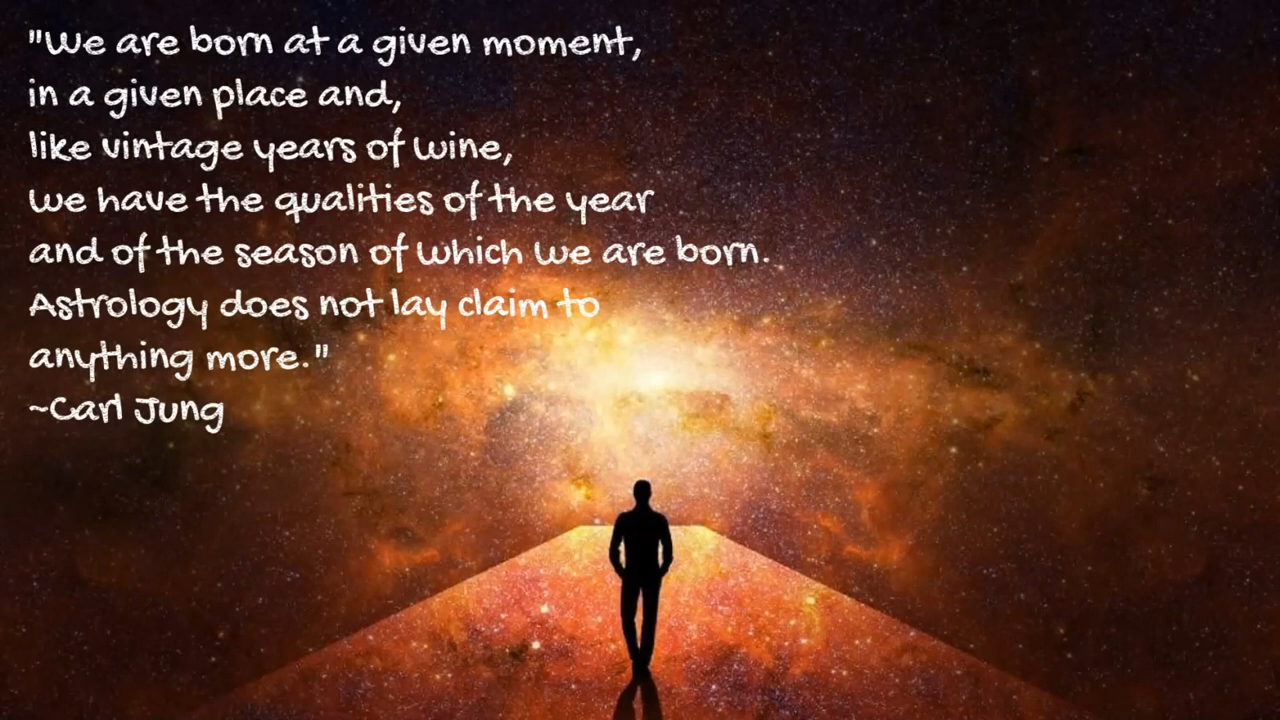 "We are born at a given moment,
in a given place and,
like vintage years of wine,
we have the qualities of the year
and of the season of which we are born.
Astrology does not lay claim to
anything more."
~Carl Jung